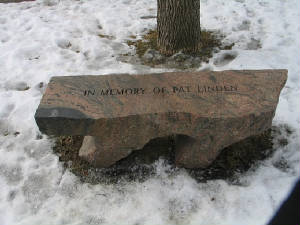 IN MEMORY OF PAT LINDEN